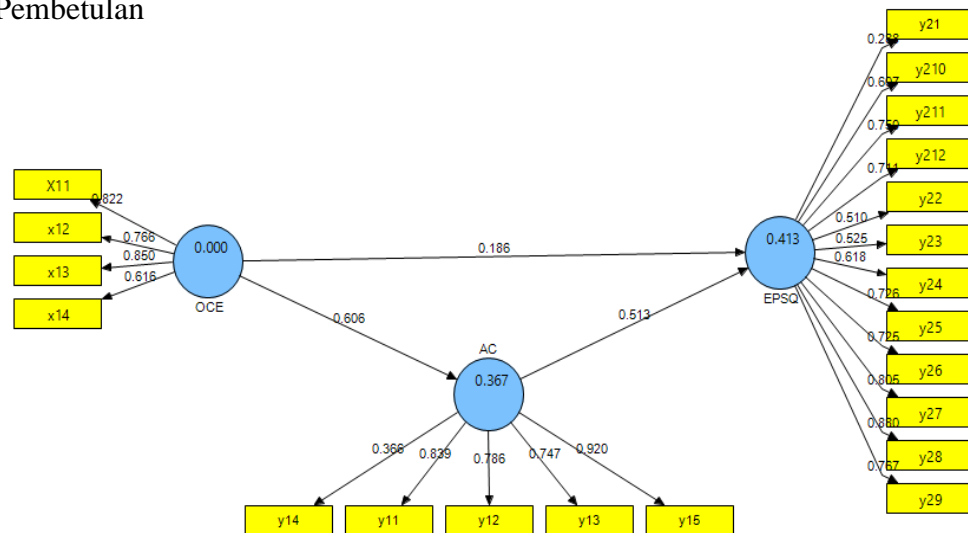 Pembetulan
y21
y210
y211
y212
0.711
y22
0.510
X11
0.822
x12
0.766
0.850
x13
0.616
x14
0.000
OCE
0.186
0.413
EPSQ
0.525
y23
0.618
y24
0.726
y25
0.725
y26
0.805
y27
y28
0.767
y29
0.606
0.513
AC
0.367
0.366
0.839
0.786
0.747
0.920
y14
y11
y12
y13
y15